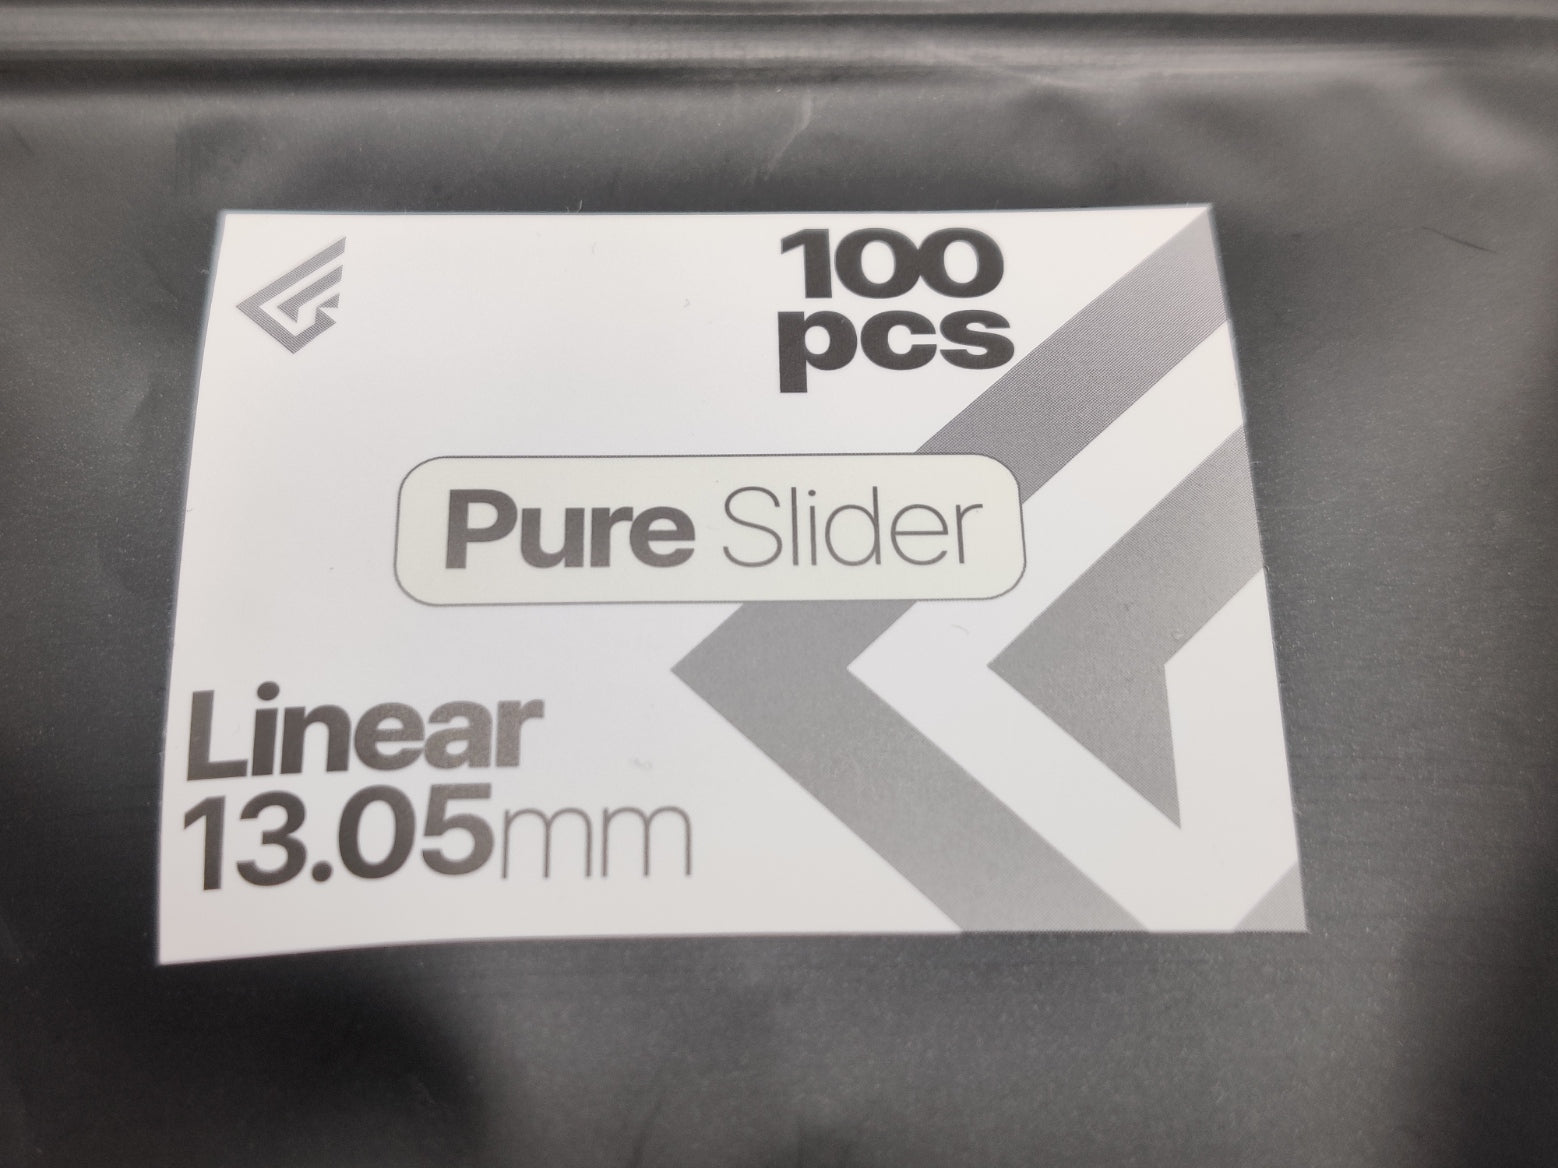 100
pcs
Pure Slider
Linear
13.05mm